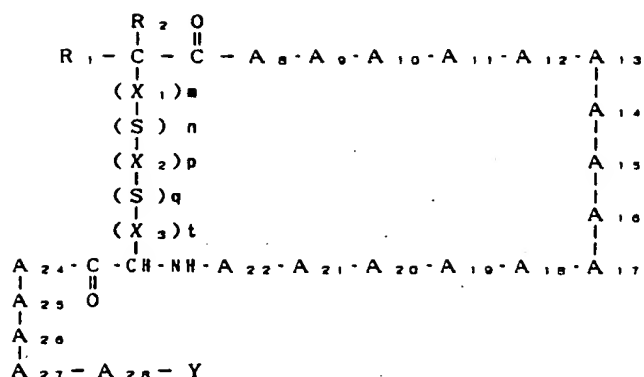 R 2 O
R 1 - C - C - A 8 - A 9 - A 10 - A 11 - A 12 - A 13
( X 1 ) m A 14
( S ) n
( X 2 ) p A 15
( S ) q
( X 3 ) t A 16
A 24 - C - CH - NH - A 22 - A 21 - A 20 - A 19 - A 18 - A 17
A 25 O
A 26
A 27 - A 28 - Y